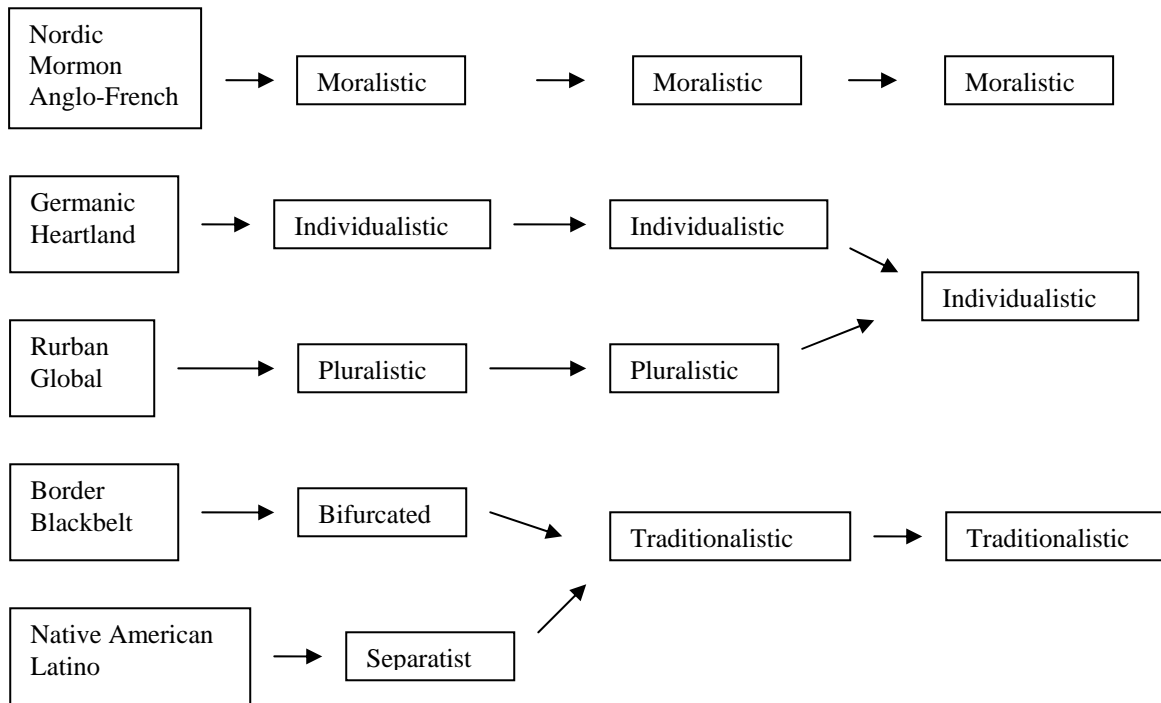 Nordic
Mormon
Anglo-French
Moralistic
Moralistic
Moralistic
Germanic
Heartland
Individualistic
Individualistic
Individualistic
Rurban
Global
Pluralistic
Pluralistic
Border
Blackbelt
Bifurcated
Traditionalistic
Traditionalistic
Native American
Latino
Separatist